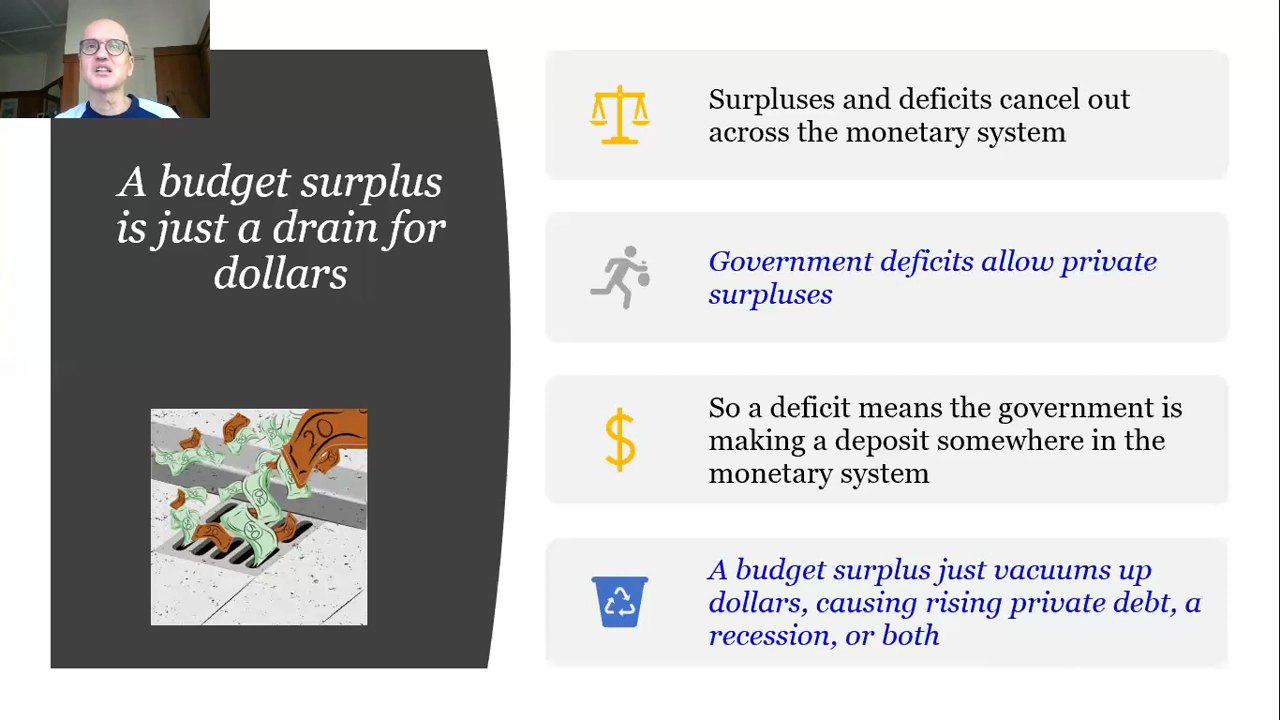 A budget surplus
is just a drain for
dollars
Surpluses and deficits cancel out
across the monetary system
Government deficits allow private
surpluses
So a deficit means the government is
making a deposit somewhere in the
monetary system
A budget surplus just vacuums up
dollars, causing rising private debt, a
recession, or both
20